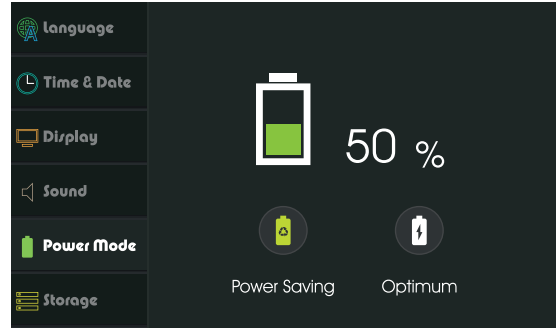 Language
Time & Date
Display
Sound
Power Mode
Storage
50 %
Power Saving
Optimum